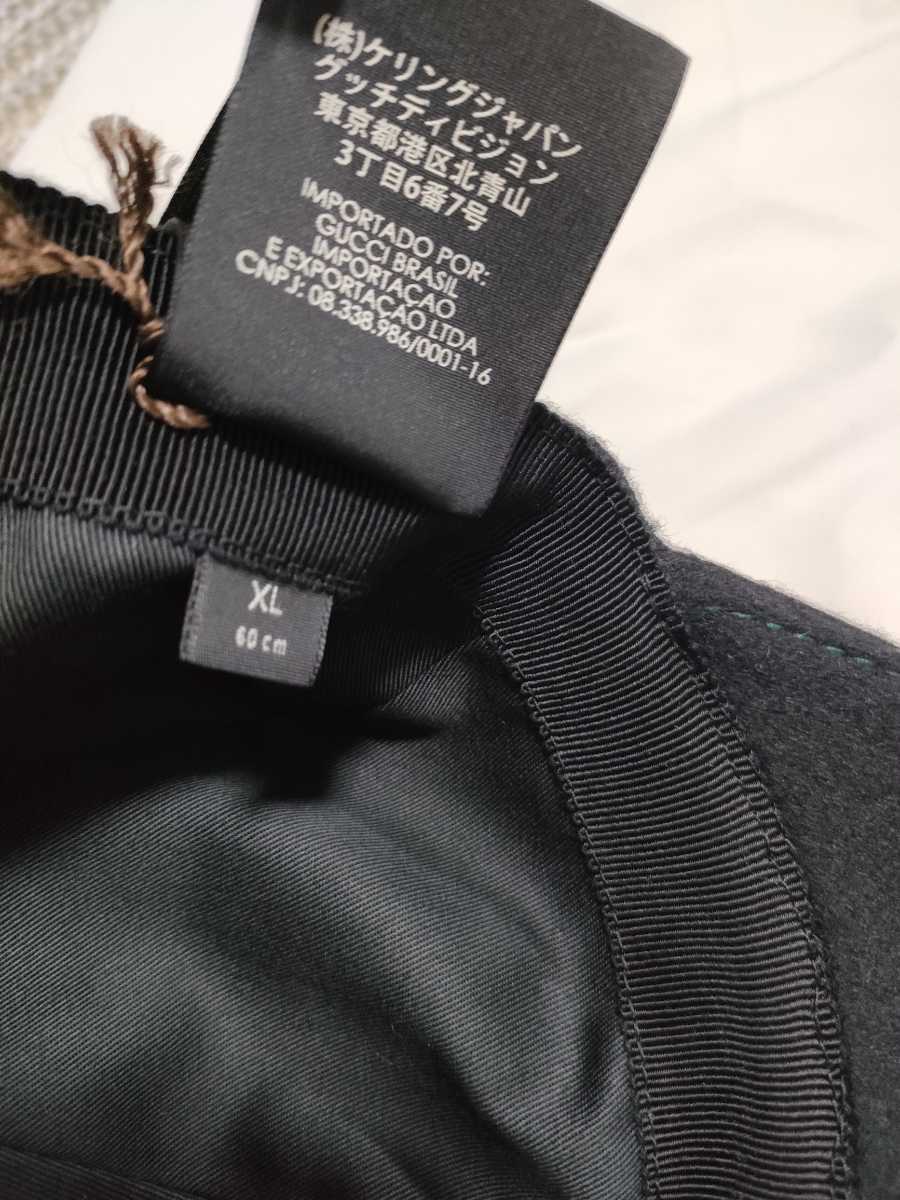 (株)ケリングジャパン
グッチディビジョン
東京都港区北青山
3丁目6番7号
IMPORTADO POR:
GUCCI BRASIL
IMPORTAÇAO
E EXPORTAÇAO LTDA
CNPJ: 08.338.986/0001-16
XL
60 cm